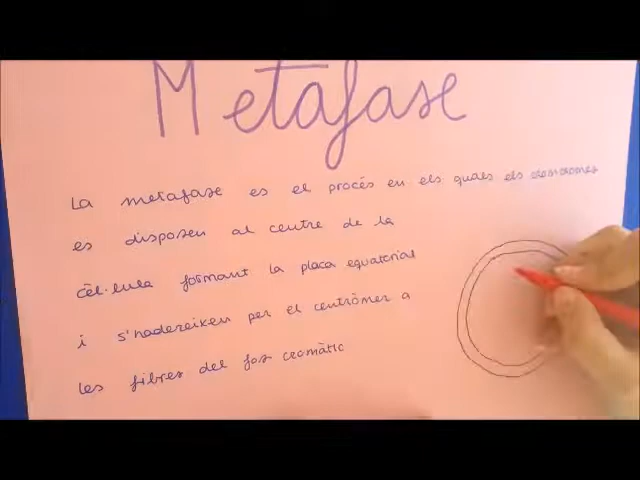 Metafase
La metafase es el procés en els quals els cromosomes
es disposen al centre de la
cèl·lula formant la placa equatorial
i s'hadereixen per el centròmer a
les fibres del fos cromàtic